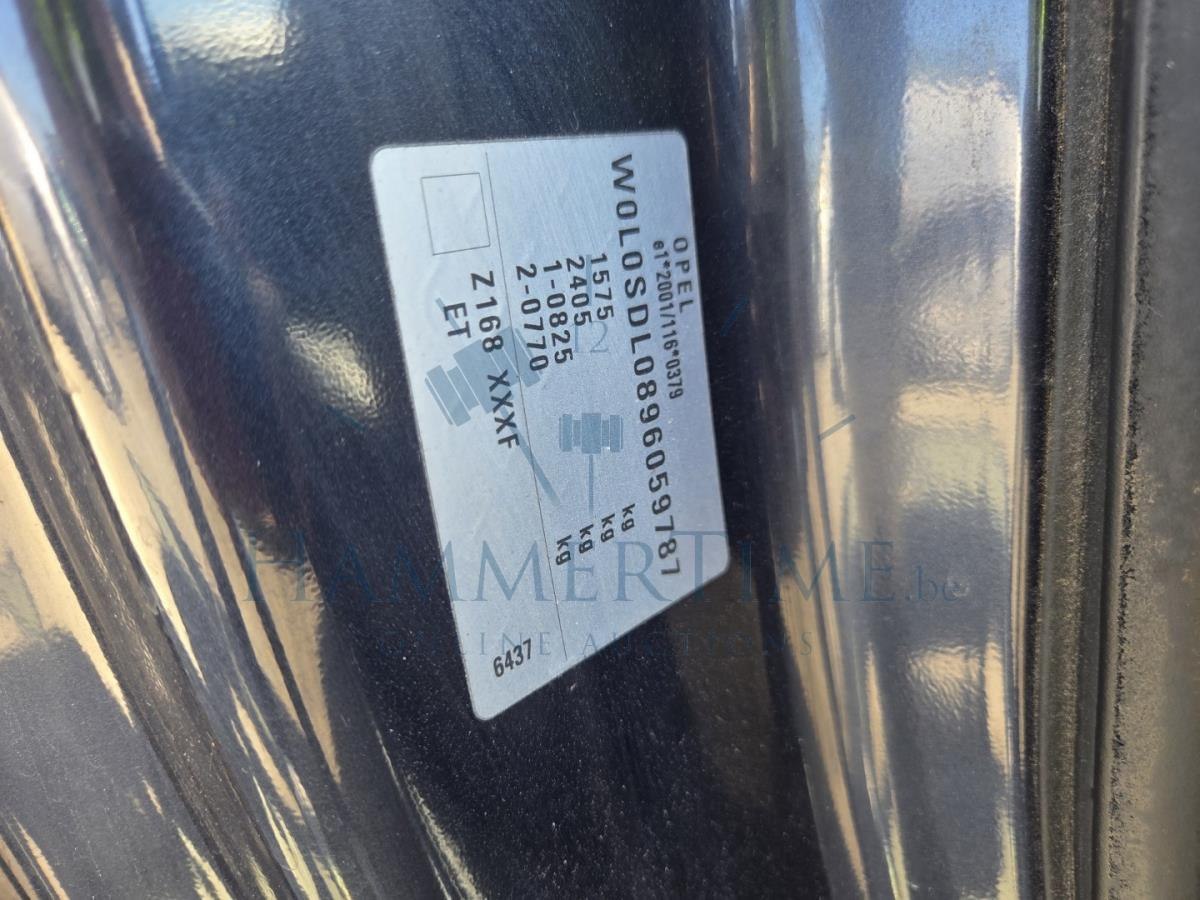 OPEL
e1*2001/116*0379
W0L0SDL0896059787
1575 kg
2405 kg
1-0825 kg
2-0770 kg
Z168 XXXF
ET
6437
12
HAMMERTIME.be
ONLINE AUCTIONS